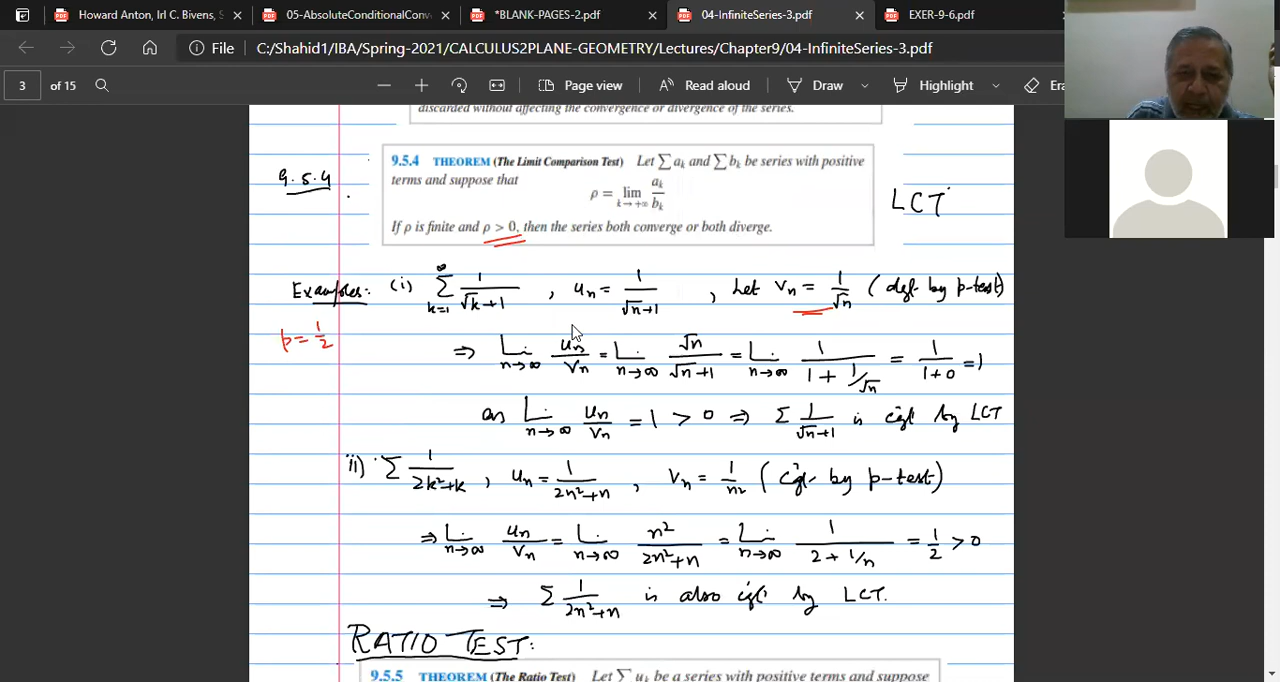 Howard Anton, Irl C. Bivens, S
05-AbsoluteConditionalConv
*BLANK-PAGES-2.pdf
04-InfiniteSeries-3.pdf
EXER-9-6.pdf
File C:/Shahid1/IBA/Spring-2021/CALCULUS2PLANE-GEOMETRY/Lectures/Chapter9/04-InfiniteSeries-3.pdf
3 of 15 Page view Read aloud Draw Highlight Era
discarded without affecting the convergence or divergence of the series.
9.5.4 THEOREM (The Limit Comparison Test) Let ∑ a_k and ∑ b_k be series with positive
terms and suppose that
ρ = lim_{k→+∞} a_k/b_k
If ρ is finite and ρ > 0, then the series both converge or both diverge.
9.5.4
LCT
Examples: (i) ∑_{k=1}^{∞} 1/(√k+1), u_n = 1/(√n+1), Let v_n = 1/√n (dgt by p-test)
p = 1/2
⇒ Lim_{n→∞} u_n/v_n = Lim_{n→∞} √n/(√n+1) = Lim_{n→∞} 1/(1 + 1/√n) = 1/(1+0) = 1
as Lim_{n→∞} u_n/v_n = 1 > 0 ⇒ ∑ 1/(√n+1) is cgt by LCT
ii) ∑ 1/(2k²+k), u_n = 1/(2n²+n), v_n = 1/n² (cgt by p-test)
⇒ Lim_{n→∞} u_n/v_n = Lim_{n→∞} n²/(2n²+n) = Lim_{n→∞} 1/(2 + 1/n) = 1/2 > 0
⇒ ∑ 1/(2n²+n) is also cgt by LCT.
RATIO TEST:
9.5.5 THEOREM (The Ratio Test) Let ∑ u_k be a series with positive terms and suppose